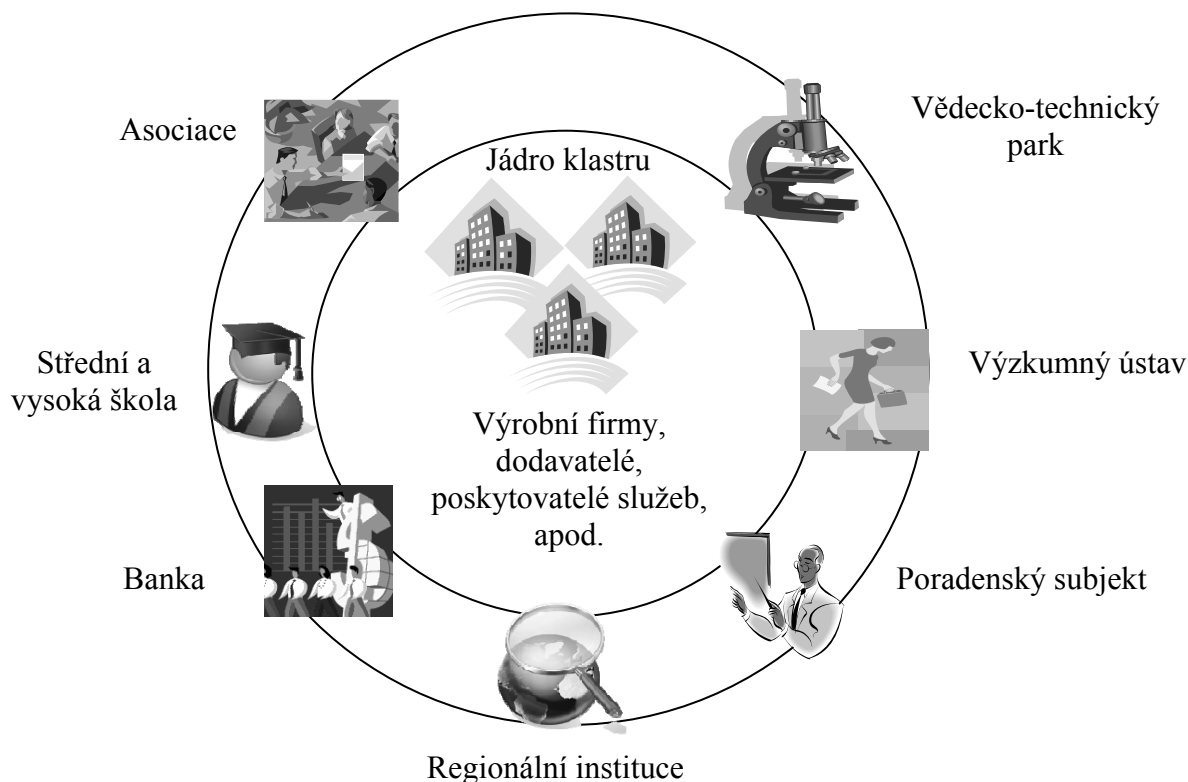 Asociace
Vědecko-technický
park
Jádro klastru
Střední a
vysoká škola
Výzkumný ústav
Výrobní firmy,
dodavatelé,
poskytovatelé služeb,
apod.
Banka
Poradenský subjekt
Regionální instituce